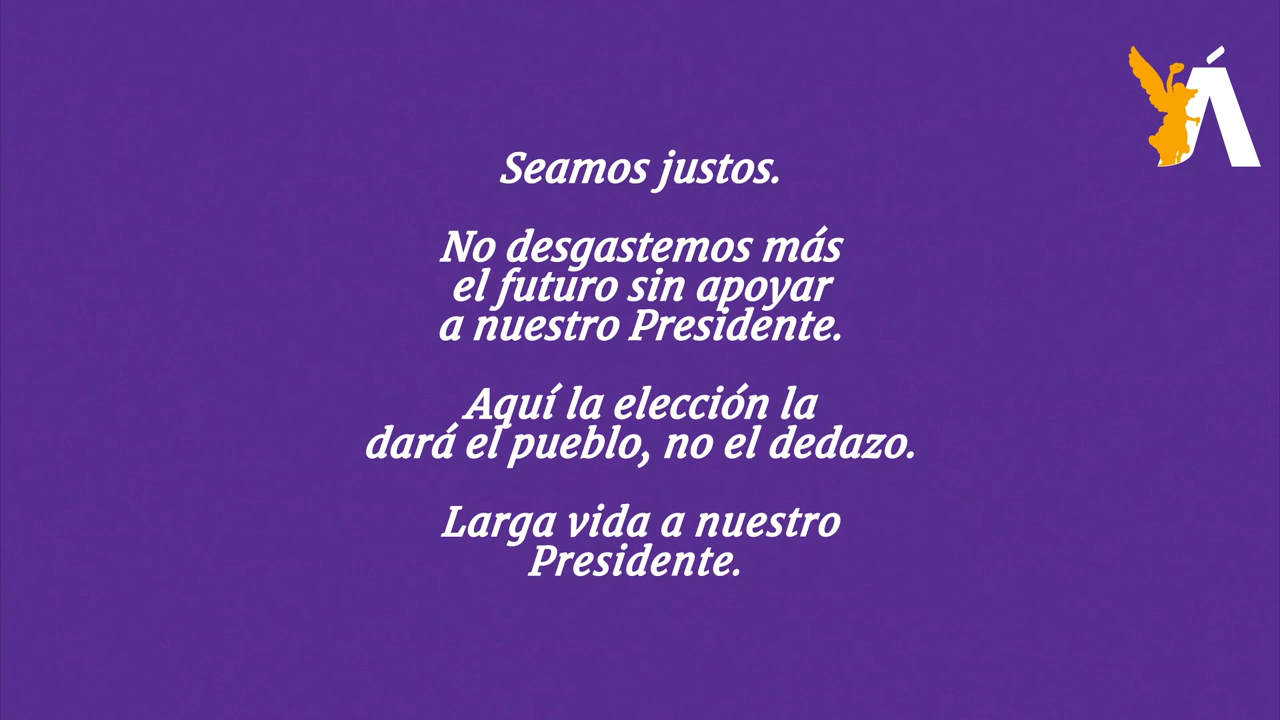 Á
Seamos justos.
No desgastemos más
el futuro sin apoyar
a nuestro Presidente.
Aquí la elección la
dará el pueblo, no el dedazo.
Larga vida a nuestro
Presidente.